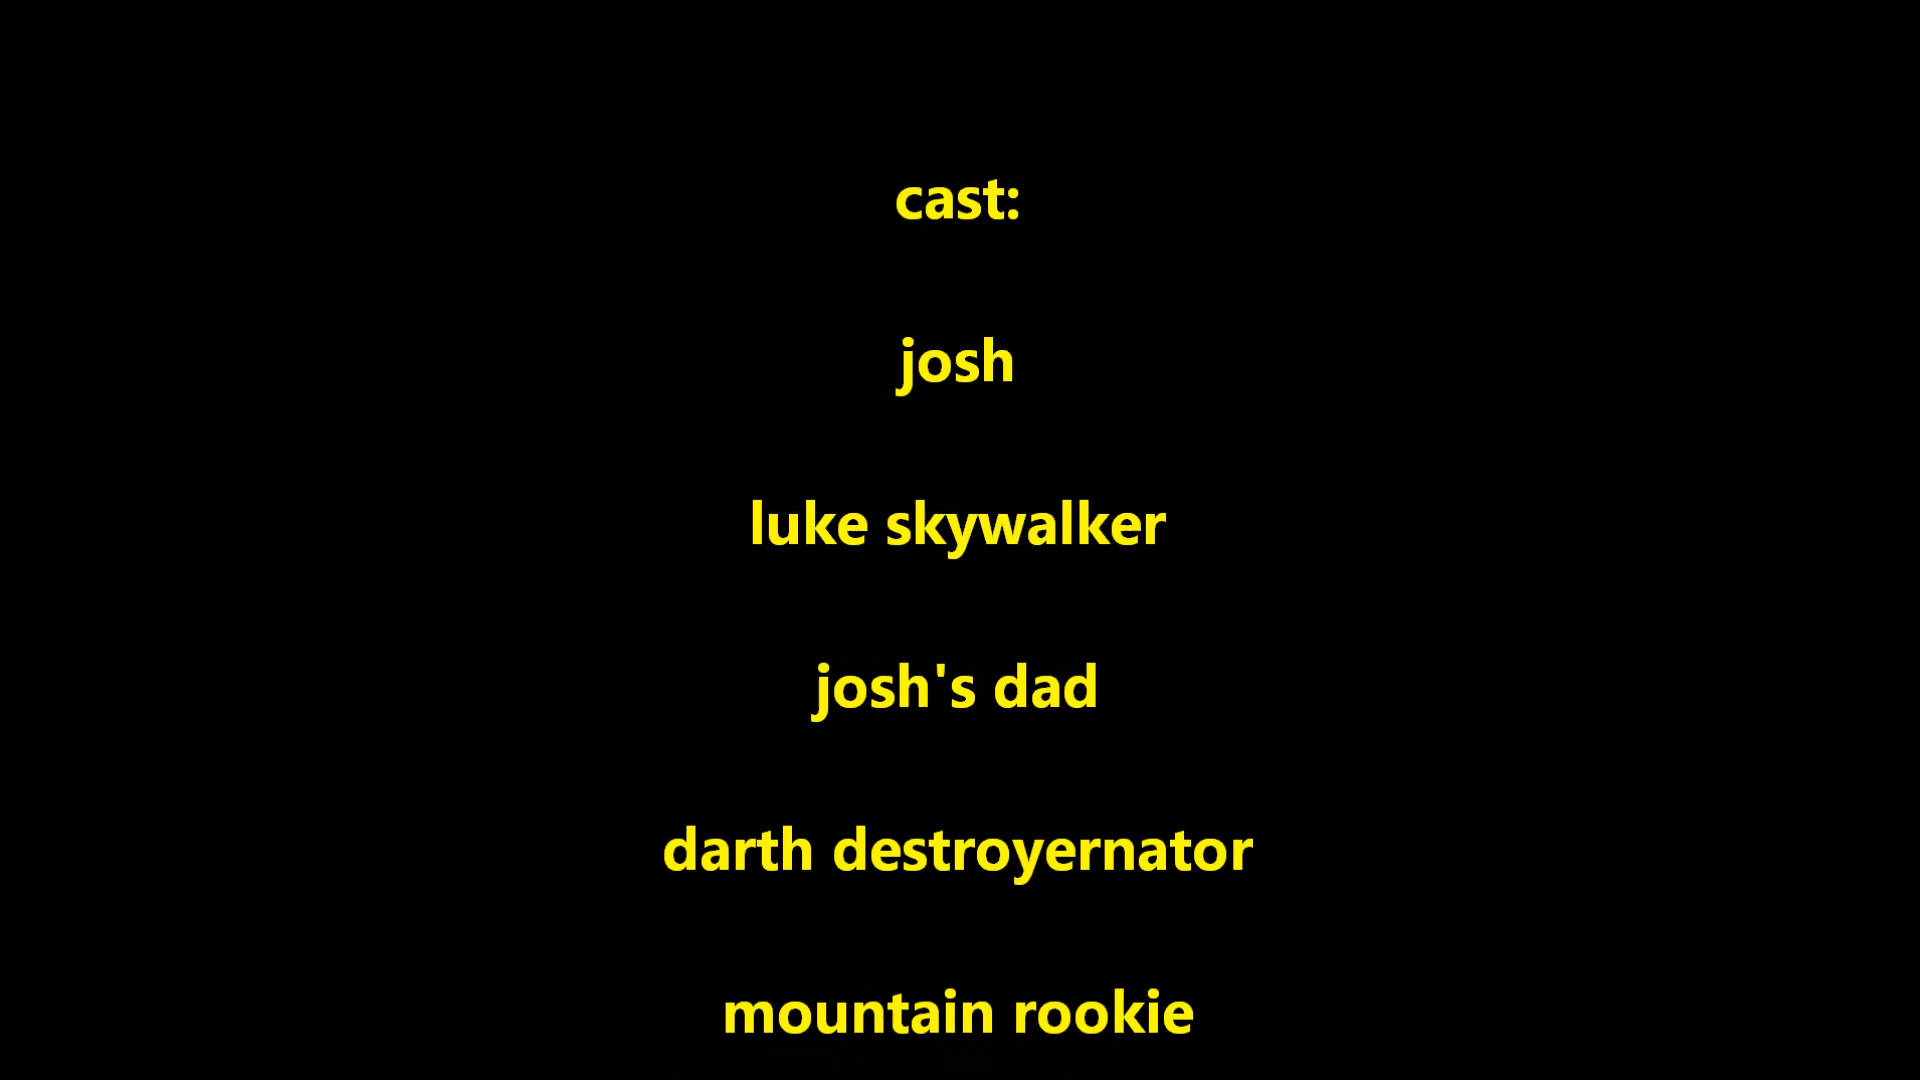 cast:
josh
luke skywalker
josh's dad
darth destroyernator
mountain rookie